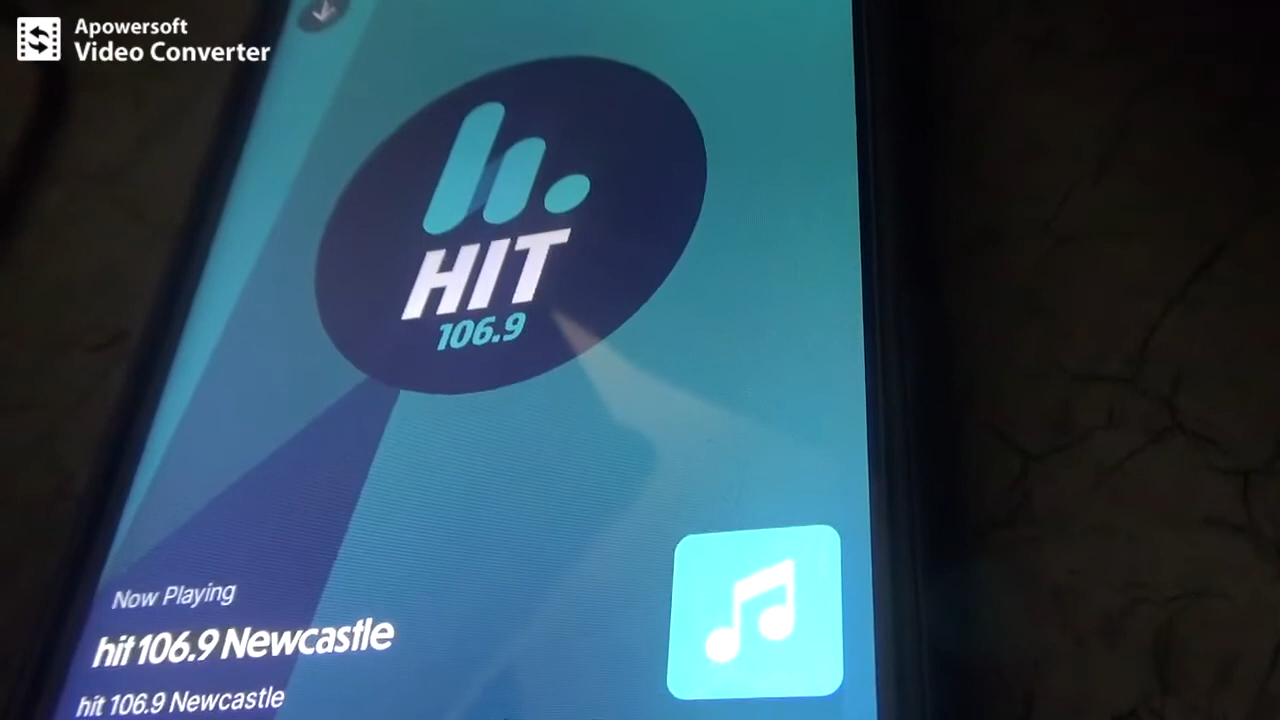 Apowersoft
Video Converter
HIT
106.9
Now Playing
hit 106.9 Newcastle
hit 106.9 Newcastle